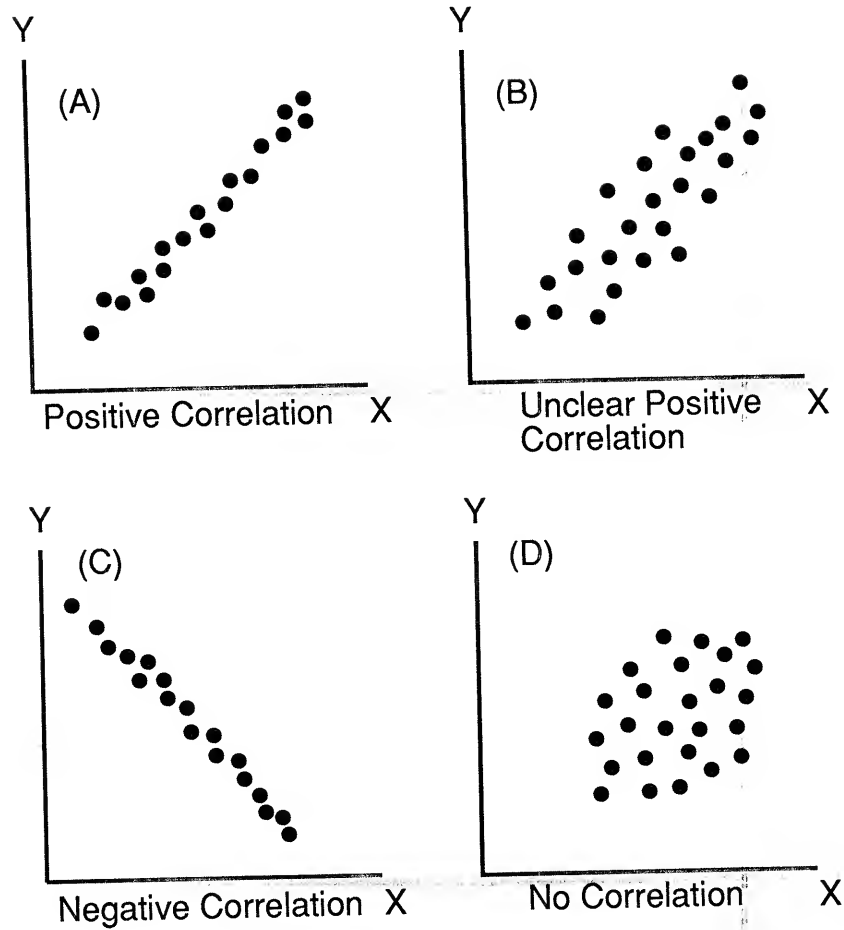 Y
(A)
Positive Correlation X
Y
(B)
Unclear Positive X
Correlation
Y
(C)
Negative Correlation X
Y
(D)
No Correlation X